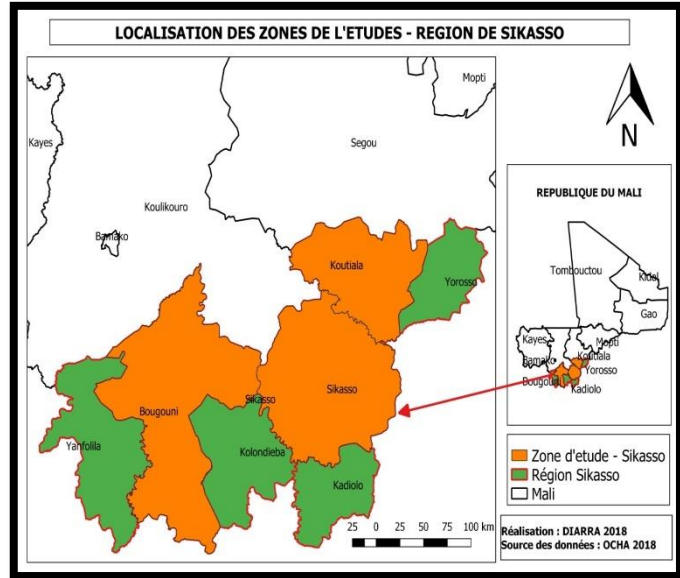 LOCALISATION DES ZONES DE L'ETUDES - REGION DE SIKASSO
Mopti
Kayes
Segou
Koulikouro
Bamako
Koutiala
Yorosso
Sikasso
Sikasso
Bougouni
Yanfolila
Kolondieba
Kadiolo
25 0 25 50 75 100 km
N
REPUBLIQUE DU MALI
Tombouctou
Kidal
Gao
Mopti
Kayes
Koutiala
Bamako
Yorosso
Bougouni
Kadiolo
Zone d'etude - Sikasso
Région Sikasso
Mali
Réalisation : DIARRA 2018
Source des données : OCHA 2018